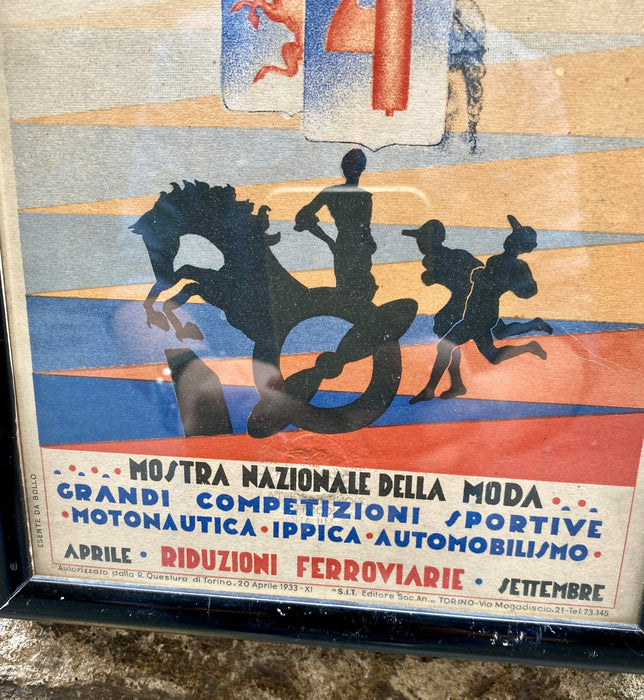 MOSTRA NAZIONALE DELLA MODA
GRANDI COMPETIZIONI SPORTIVE
•MOTONAUTICA•IPPICA•AUTOMOBILISMO•
APRILE • RIDUZIONI FERROVIARIE • SETTEMBRE
Autorizzata dalla R. Questura di Torino. 20 Aprile 1933-XI "S.I.T. Editore Soc. An.„ TORINO-Via Mogadiscio, 21-Tel. 73.145
ESENTE DA BOLLO